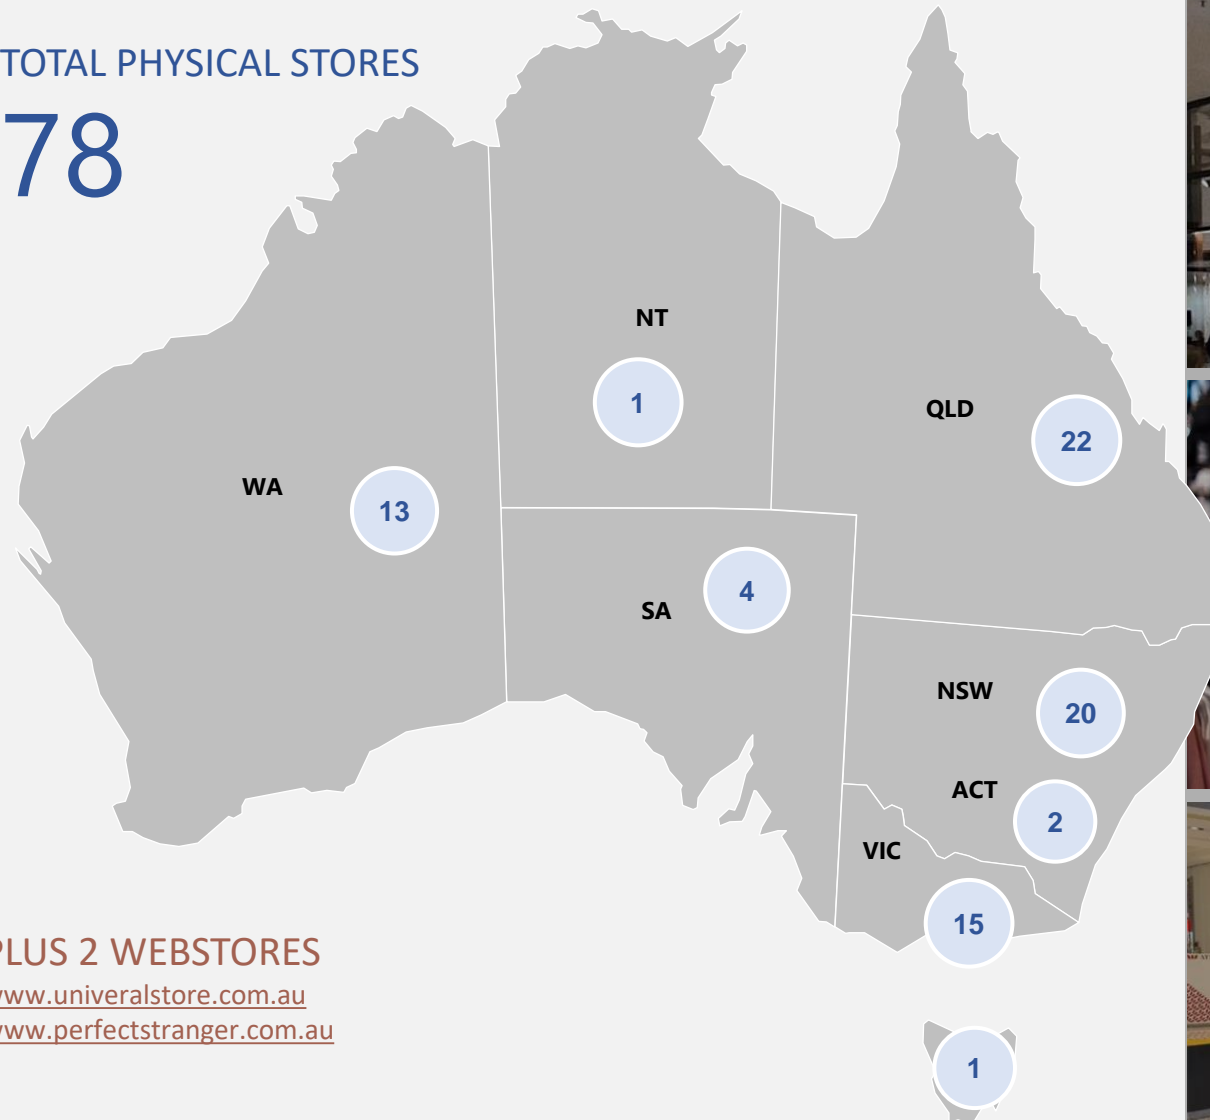 TOTAL PHYSICAL STORES
78
NT
1
QLD
22
WA
13
SA
4
NSW
20
ACT
2
VIC
15
1
PLUS 2 WEBSTORES
www.univeralstore.com.au
www.perfectstranger.com.au